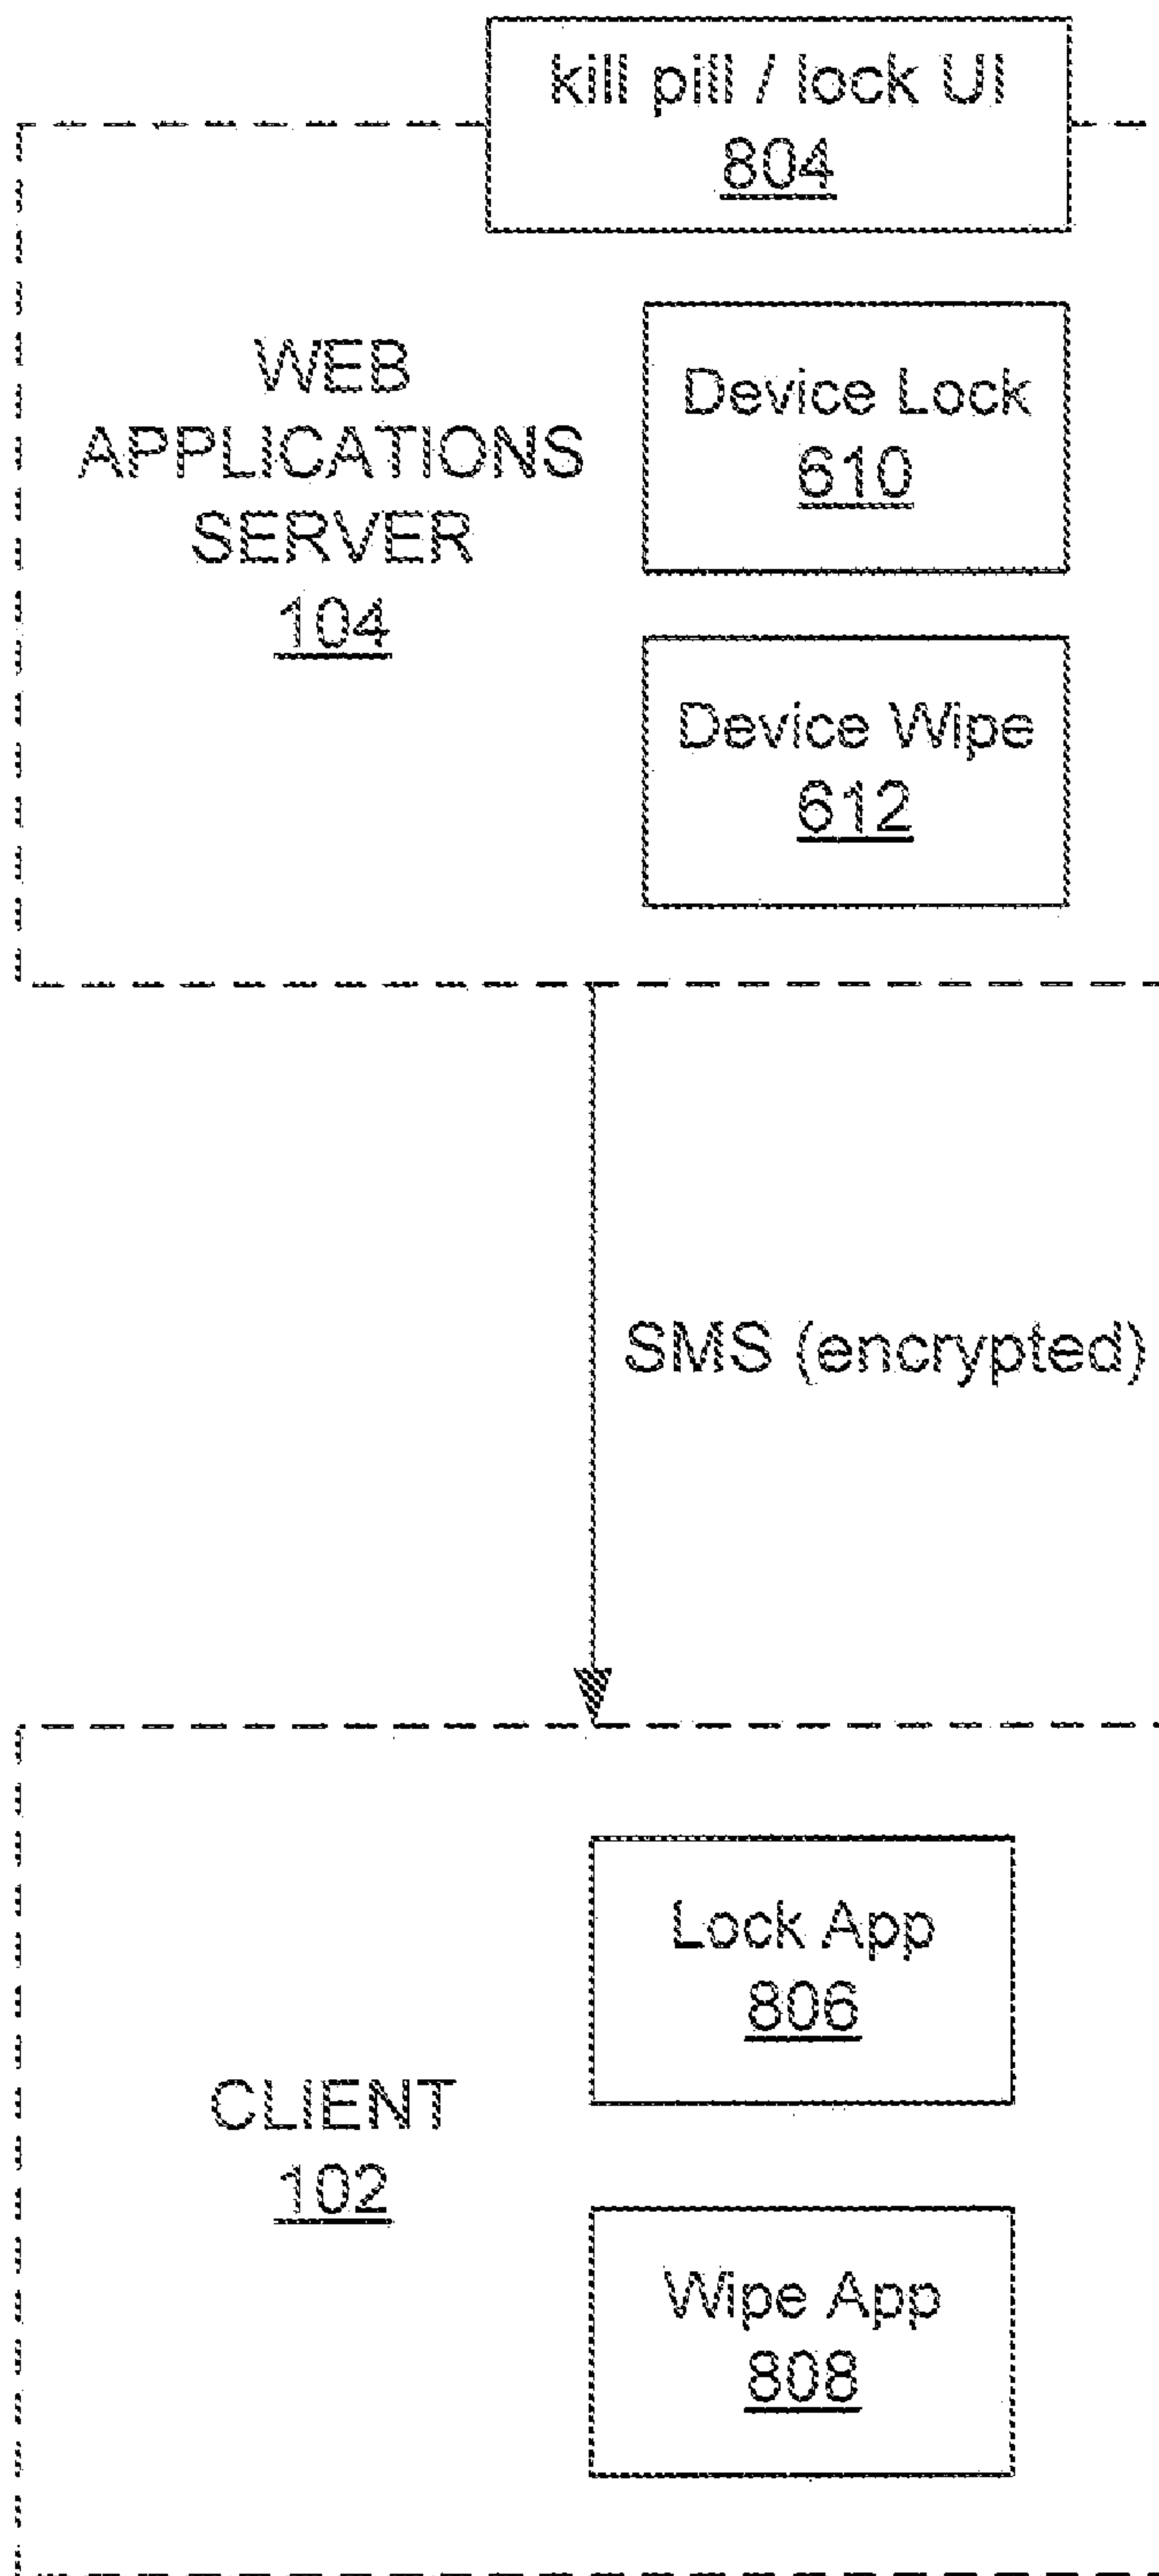 kill pill / lock UI
804
WEB
APPLICATIONS
SERVER
104
Device Lock
610
Device Wipe
612
SMS (encrypted)
CLIENT
102
Lock App
806
Wipe App
808